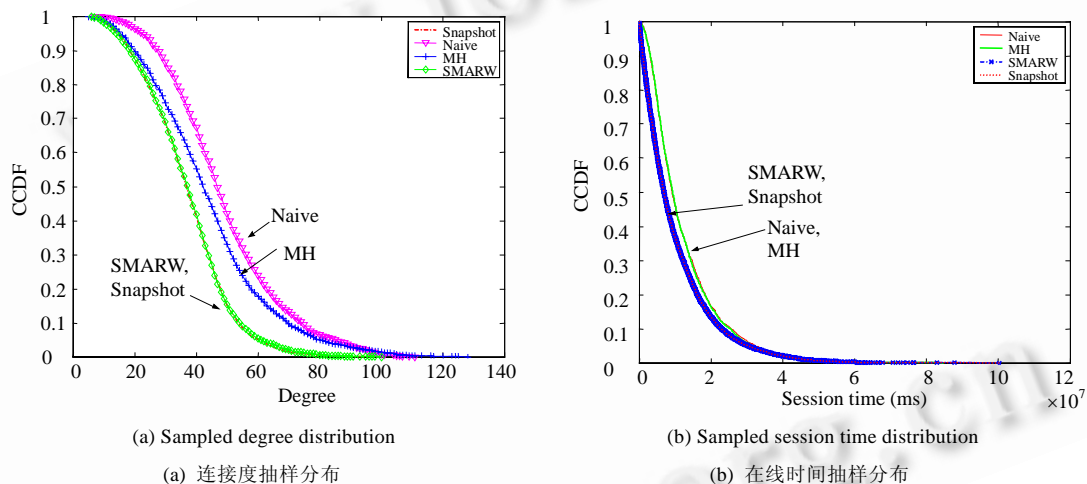 1
0.9
0.8
0.7
0.6
0.5
0.4
0.3
0.2
0.1
0
CCDF
Snapshot
Naive
MH
SMARW
Naive
MH
SMARW,
Snapshot
0 20 40 60 80 100 120 140
Degree
(a) Sampled degree distribution
(a) 连接度抽样分布
1
0.9
0.8
0.7
0.6
0.5
0.4
0.3
0.2
0.1
0
CCDF
Naive
MH
SMARW
Snapshot
SMARW,
Snapshot
Naive,
MH
0 2 4 6 8 10 12
×10⁷
Session time (ms)
(b) Sampled session time distribution
(b) 在线时间抽样分布